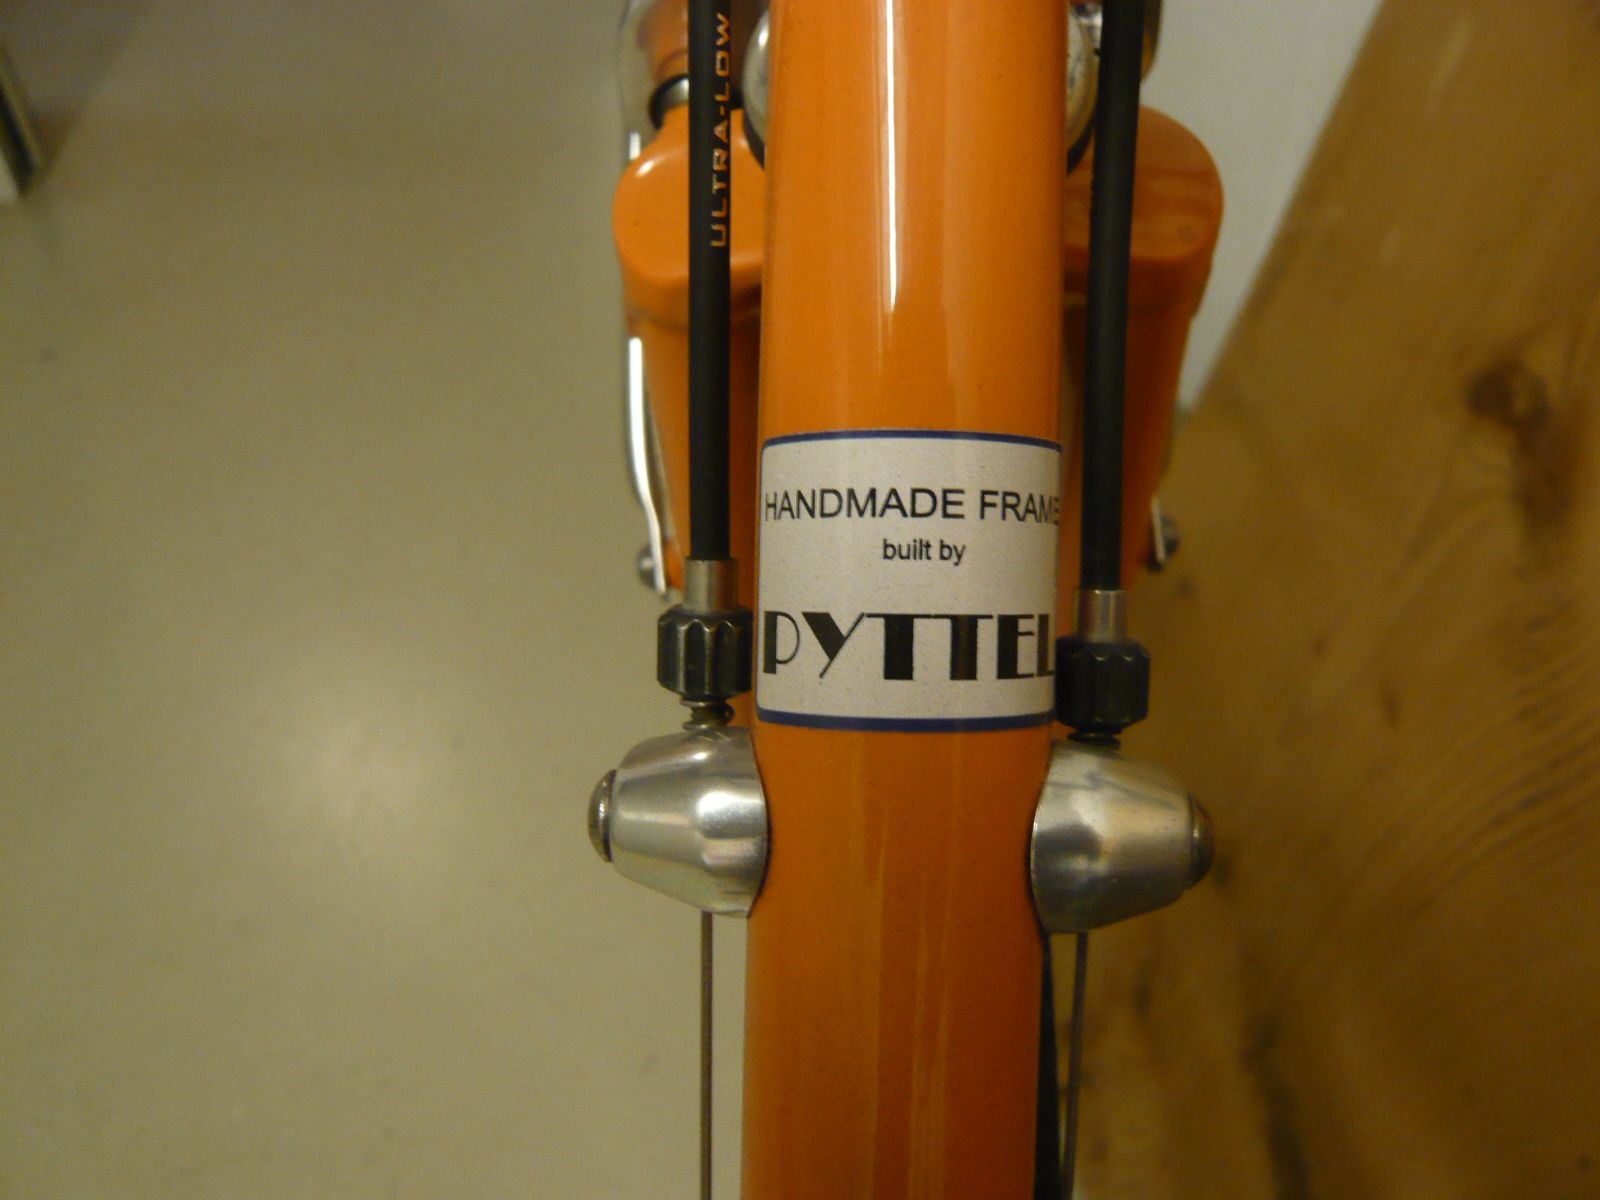 ULTRA-LOW
HANDMADE FRAME
built by
PYTTEL